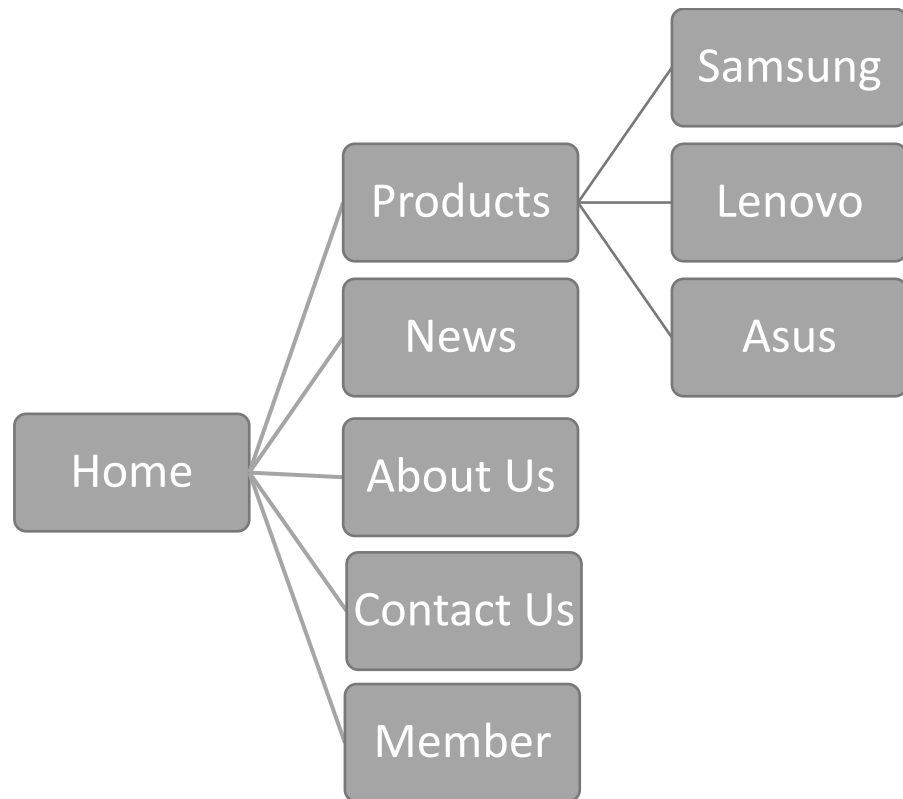 Home
Products
News
About Us
Contact Us
Member
Samsung
Lenovo
Asus